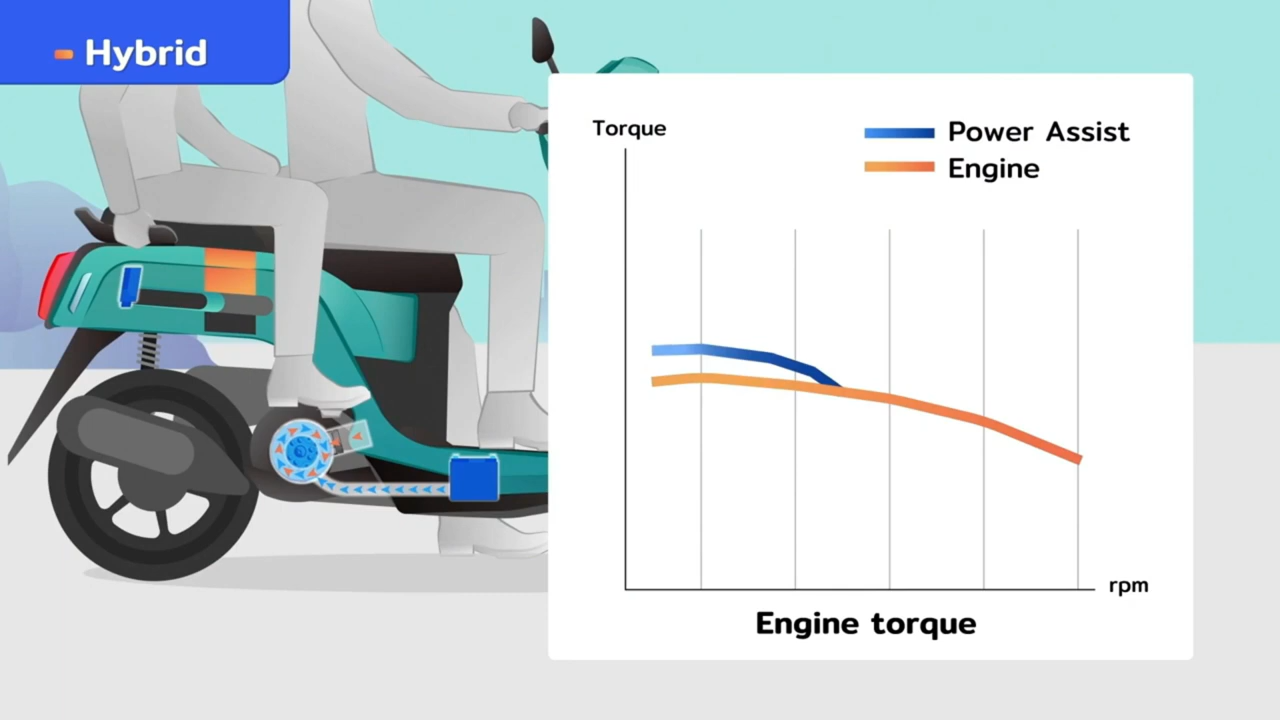 Hybrid
Torque
Power Assist
Engine
rpm
Engine torque